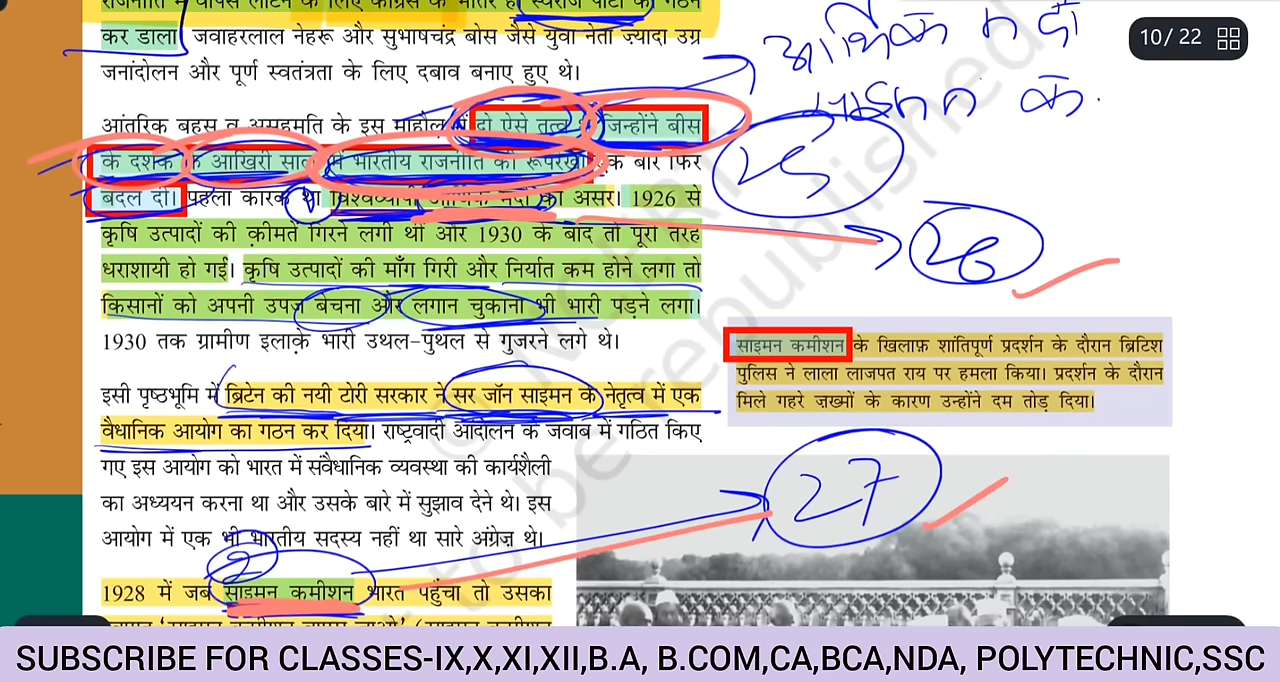 राजनीति में वापस लौटने के लिए कांग्रेस के भीतर ही स्वराज पार्टी का गठन
कर डाला। जवाहरलाल नेहरू और सुभाषचंद्र बोस जैसे युवा नेता ज़्यादा उग्र
जनांदोलन और पूर्ण स्वतंत्रता के लिए दबाव बनाए हुए थे।
आंतरिक बहस व असहमति के इस माहौल में दो ऐसे तत्व थे जिन्होंने बीस
के दशक के आखिरी सालों में भारतीय राजनीति की रूपरेखा एक बार फिर
बदल दी। पहला कारक था विश्वव्यापी आर्थिक मंदी का असर। 1926 से
कृषि उत्पादों की क़ीमतें गिरने लगी थीं और 1930 के बाद तो पूरी तरह
धराशायी हो गई। कृषि उत्पादों की माँग गिरी और निर्यात कम होने लगा तो
किसानों को अपनी उपज बेचना और लगान चुकाना भी भारी पड़ने लगा।
1930 तक ग्रामीण इलाक़े भारी उथल-पुथल से गुजरने लगे थे।
इसी पृष्ठभूमि में ब्रिटेन की नयी टोरी सरकार ने सर जॉन साइमन के नेतृत्व में एक
वैधानिक आयोग का गठन कर दिया। राष्ट्रवादी आंदोलन के जवाब में गठित किए
गए इस आयोग को भारत में संवैधानिक व्यवस्था की कार्यशैली
का अध्ययन करना था और उसके बारे में सुझाव देने थे। इस
आयोग में एक भी भारतीय सदस्य नहीं था सारे अंग्रेज़ थे।
1928 में जब साइमन कमीशन भारत पहुंचा तो उसका
10/ 22
आर्थिक मंदी
साइमन क.
25
26
साइमन कमीशन के खिलाफ़ शांतिपूर्ण प्रदर्शन के दौरान ब्रिटिश
पुलिस ने लाला लाजपत राय पर हमला किया। प्रदर्शन के दौरान
मिले गहरे ज़ख्मों के कारण उन्होंने दम तोड़ दिया।
27
1
2
to be republished
SUBSCRIBE FOR CLASSES-IX,X,XI,XII,B.A, B.COM,CA,BCA,NDA, POLYTECHNIC,SSC